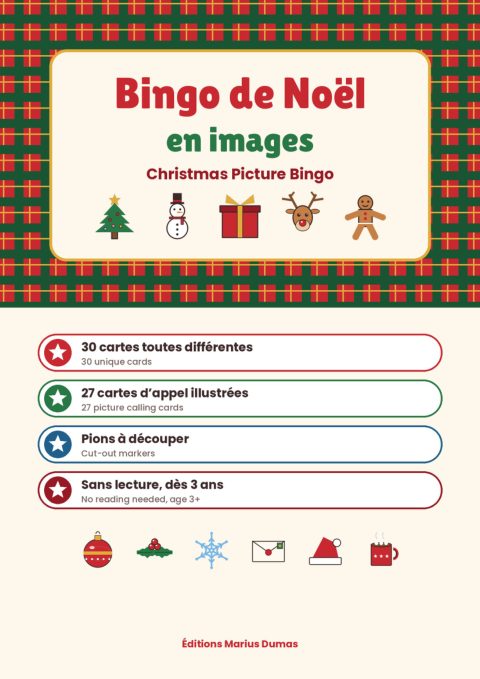 Bingo de Noël
en images
Christmas Picture Bingo
30 cartes toutes différentes
30 unique cards
27 cartes d’appel illustrées
27 picture calling cards
Pions à découper
Cut-out markers
Sans lecture, dès 3 ans
No reading needed, age 3+
Éditions Marius Dumas